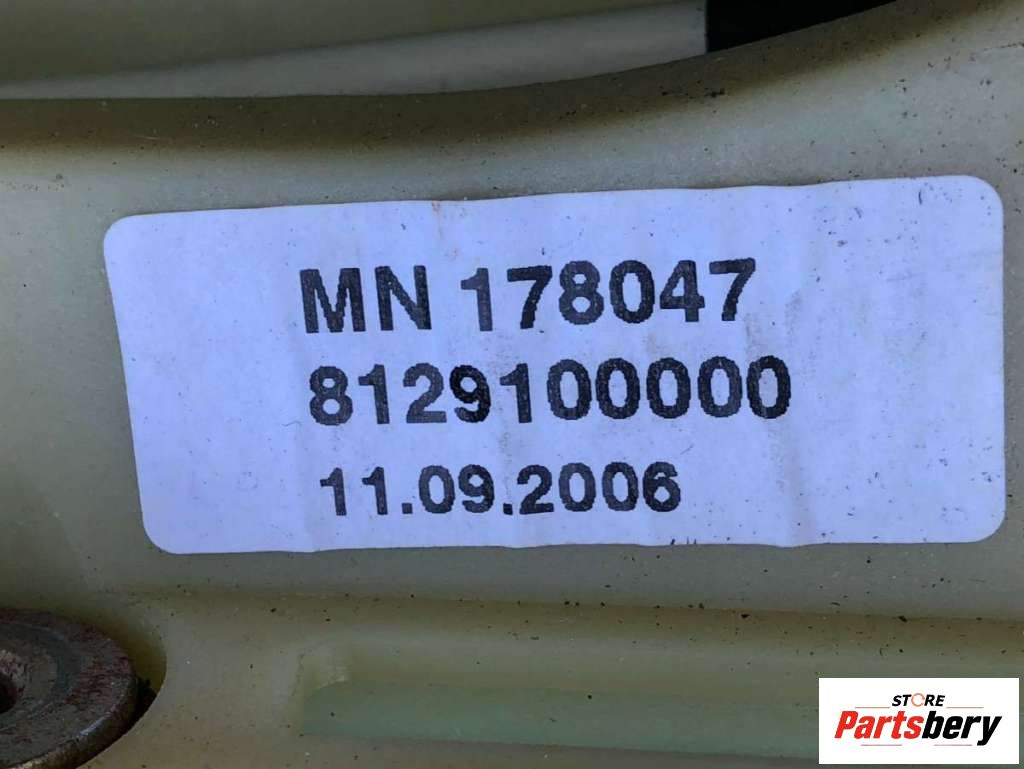 MN 178047
8129100000
11.09.2006
STORE
Partsbery